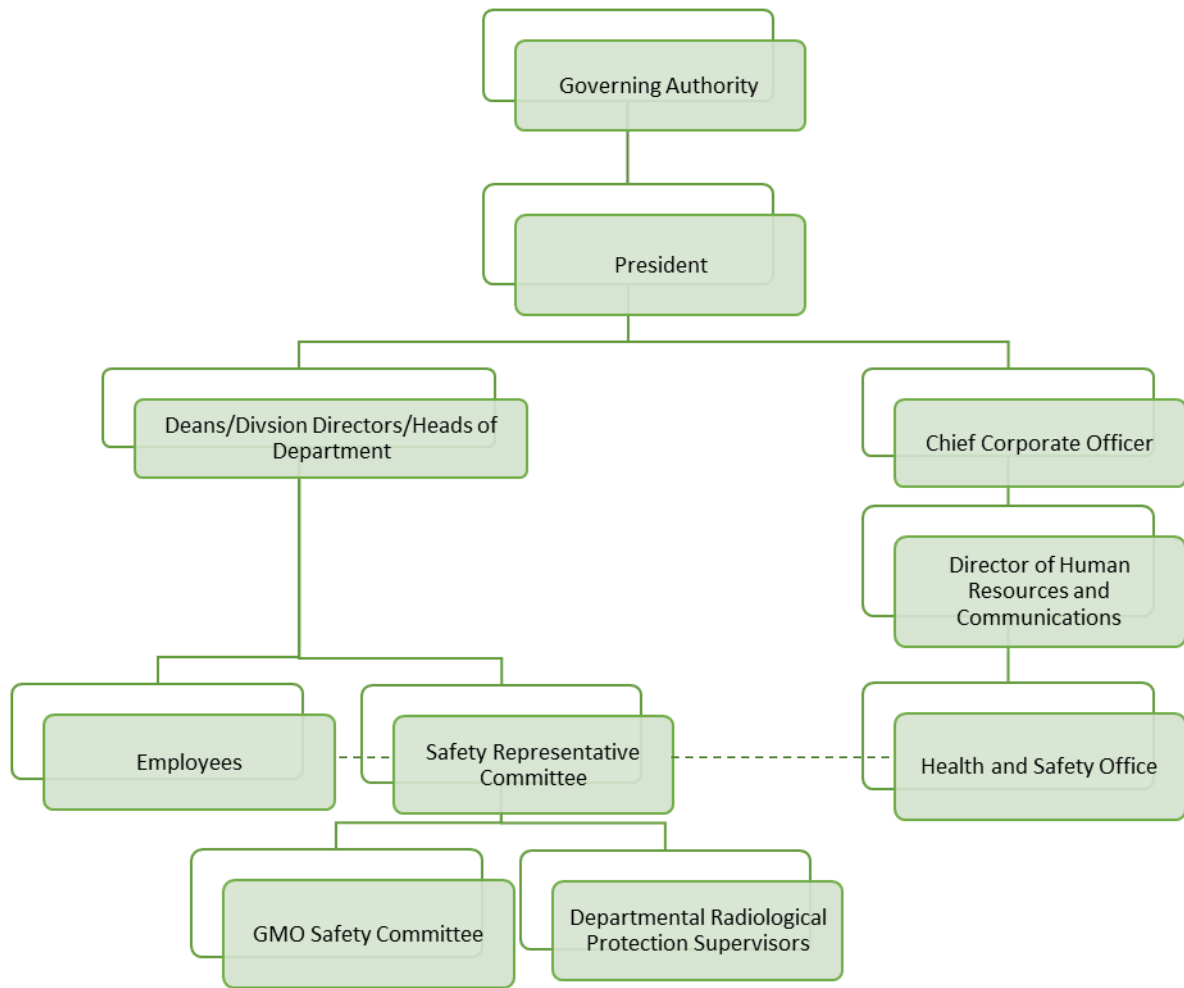 Governing Authority
President
Deans/Divsion Directors/Heads of
Department
Chief Corporate Officer
Director of Human
Resources and
Communications
Employees
Safety Representative
Committee
Health and Safety Office
GMO Safety Committee
Departmental Radiological
Protection Supervisors